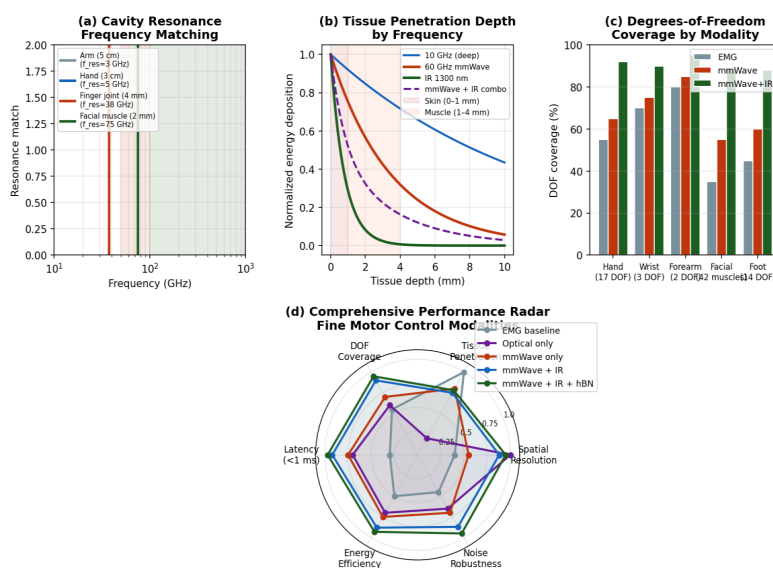 (a) Cavity Resonance
Frequency Matching
Resonance match
2.00
1.75
1.50
1.25
1.00
0.75
0.50
0.25
0.00
Arm (5 cm)
(f_res=3 GHz)
Hand (3 cm)
(f_res=5 GHz)
Finger joint (4 mm)
(f_res=38 GHz)
Facial muscle (2 mm)
(f_res=75 GHz)
10¹
10²
10³
Frequency (GHz)
(b) Tissue Penetration Depth
by Frequency
Normalized energy deposition
1.0
0.8
0.6
0.4
0.2
0.0
10 GHz (deep)
60 GHz mmWave
IR 1300 nm
mmWave + IR combo
Skin (0–1 mm)
Muscle (1–4 mm)
0
2
4
6
8
10
Tissue depth (mm)
(c) Degrees-of-Freedom
Coverage by Modality
DOF coverage (%)
100
80
60
40
20
0
EMG
mmWave
mmWave+IR
Hand
(17 DOF)
Wrist
(3 DOF)
Forearm
(2 DOF)
Facial
(42 muscles)
Foot
(14 DOF
(d) Comprehensive Performance Radar
Fine Motor Control
EMG baseline
Optical only
mmWave only
mmWave + IR
mmWave + IR + hBN
DOF
Coverage
Latency
(<1 ms)
Energy
Efficiency
Noise
Robustness
Spatial
Resolution
0.25
0.5
0.75
1.0